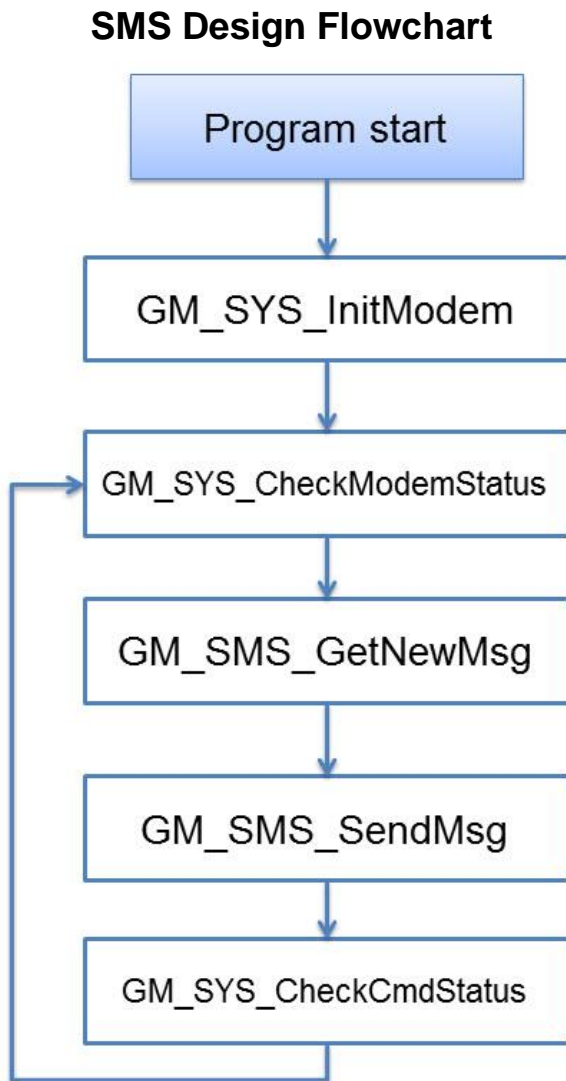 SMS Design Flowchart
Program start
GM_SYS_InitModem
GM_SYS_CheckModemStatus
GM_SMS_GetNewMsg
GM_SMS_SendMsg
GM_SYS_CheckCmdStatus